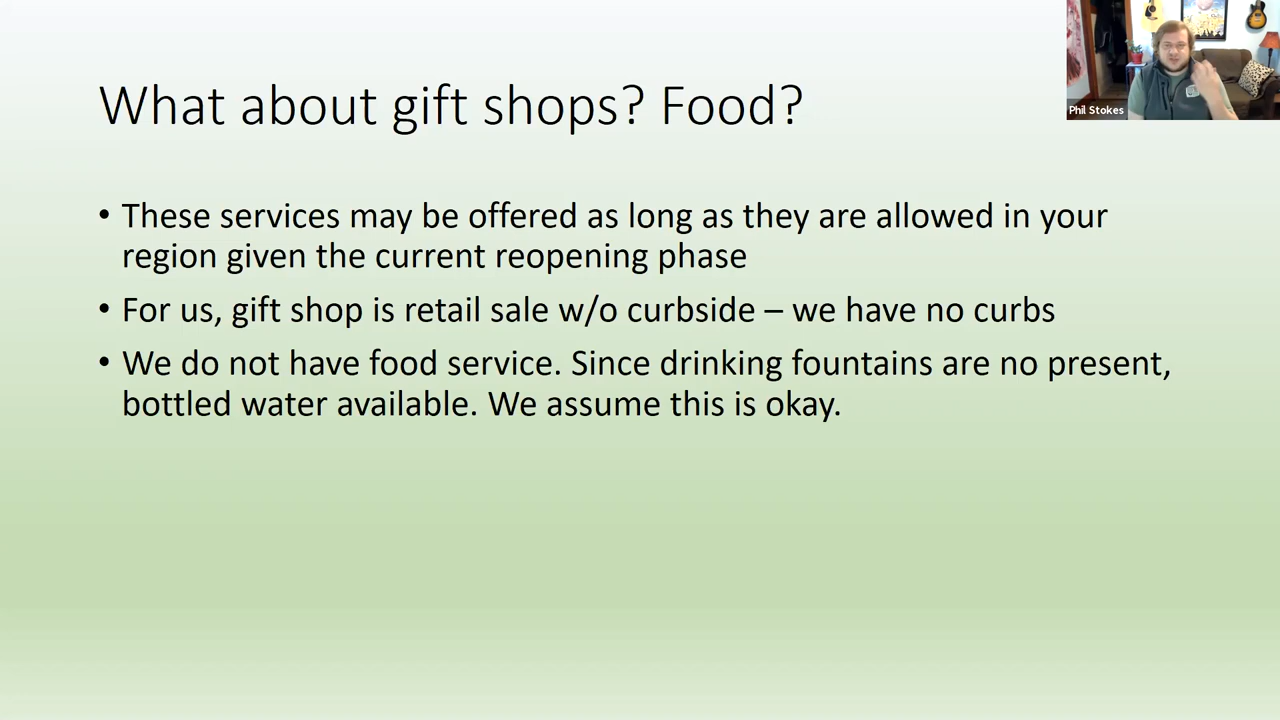 What about gift shops? Food?
Phil Stokes
• These services may be offered as long as they are allowed in your
region given the current reopening phase
• For us, gift shop is retail sale w/o curbside – we have no curbs
• We do not have food service. Since drinking fountains are no present,
bottled water available. We assume this is okay.